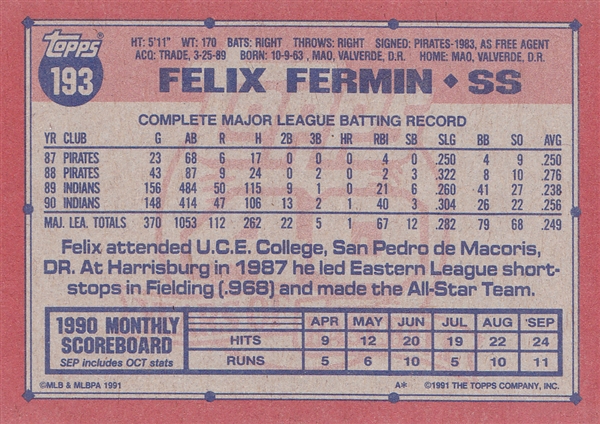 topps
193
HT: 5'11" WT: 170 BATS: RIGHT THROWS: RIGHT SIGNED: PIRATES-1983, AS FREE AGENT
ACQ: TRADE, 3-25-89 BORN: 10-9-63 , MAO, VALVERDE, D.R. HOME: MAO, VALVERDE, D.R.
FELIX FERMIN • SS
COMPLETE MAJOR LEAGUE BATTING RECORD
YR CLUB G AB R H 2B 3B HR RBI SB SLG BB SO AVG
87 PIRATES 23 68 6 17 0 0 0 4 0 .250 4 9 .250
88 PIRATES 43 87 9 24 0 2 0 2 3 .322 8 10 .276
89 INDIANS 156 484 50 115 9 1 0 21 6 .260 41 27 .238
90 INDIANS 148 414 47 106 13 2 1 40 3 .304 26 22 .256
MAJ. LEA. TOTALS 370 1053 112 262 22 5 1 67 12 .282 79 68 .249
Felix attended U.C.E. College, San Pedro de Macoris,
DR. At Harrisburg in 1987 he led Eastern League short-
stops in Fielding (.968) and made the All-Star Team.
1990 MONTHLY
SCOREBOARD
SEP includes OCT stats
APR MAY JUN JUL AUG 'SEP
HITS 9 12 20 19 22 24
RUNS 5 6 10 5 10 11
©MLB & MLBPA 1991 A* ©1991 THE TOPPS COMPANY, INC.